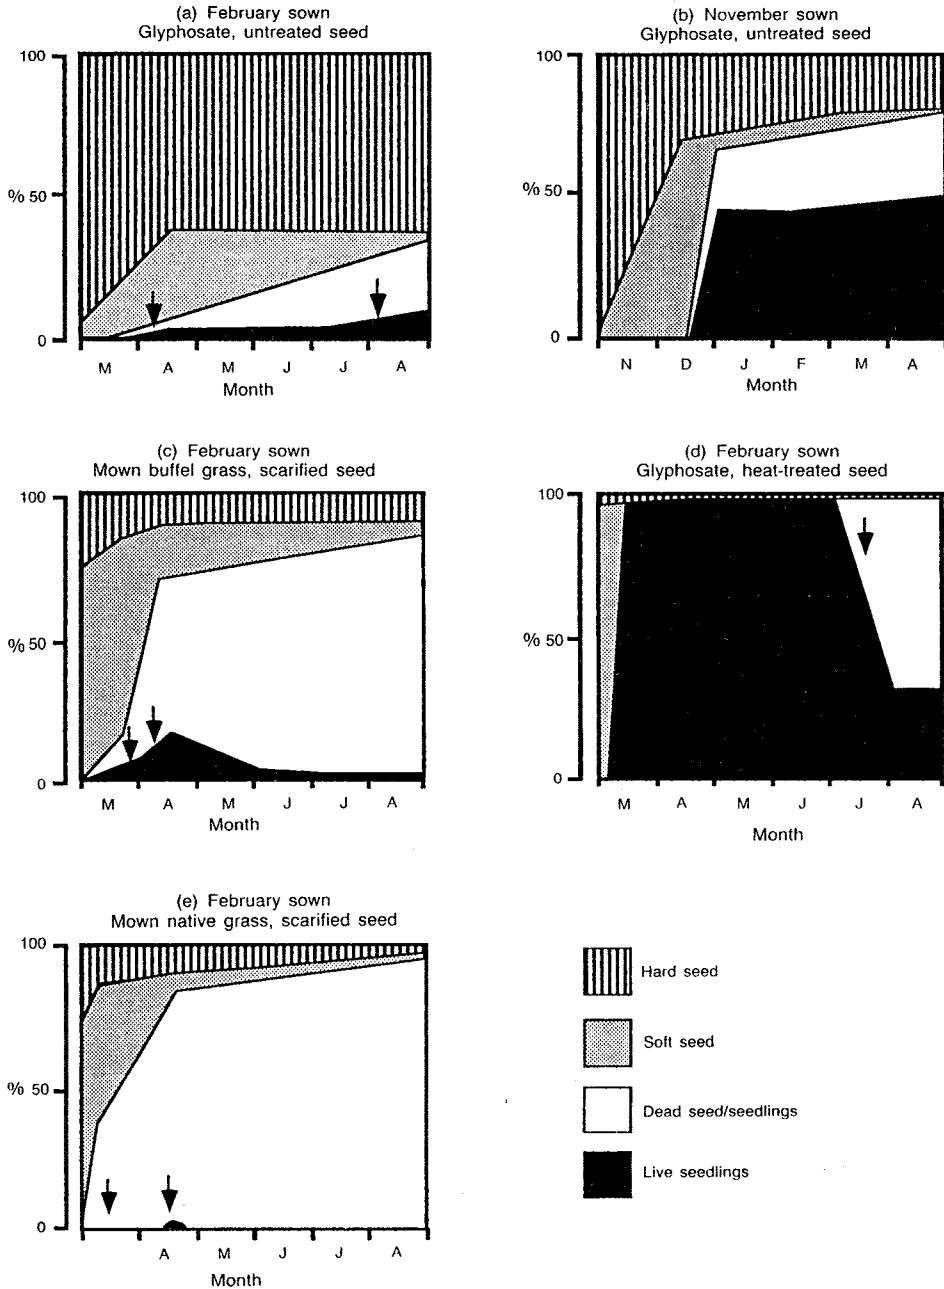 (a) February sown
Glyphosate, untreated seed
100
% 50
0
M A M J J A
Month
(b) November sown
Glyphosate, untreated seed
100
% 50
0
N D J F M A
Month
(c) February sown
Mown buffel grass, scarified seed
100
% 50
0
M A M J J A
Month
(d) February sown
Glyphosate, heat-treated seed
100
% 50
0
M A M J J A
Month
(e) February sown
Mown native grass, scarified seed
100
% 50
0
A M J J A
Month
Hard seed
Soft seed
Dead seed/seedlings
Live seedlings